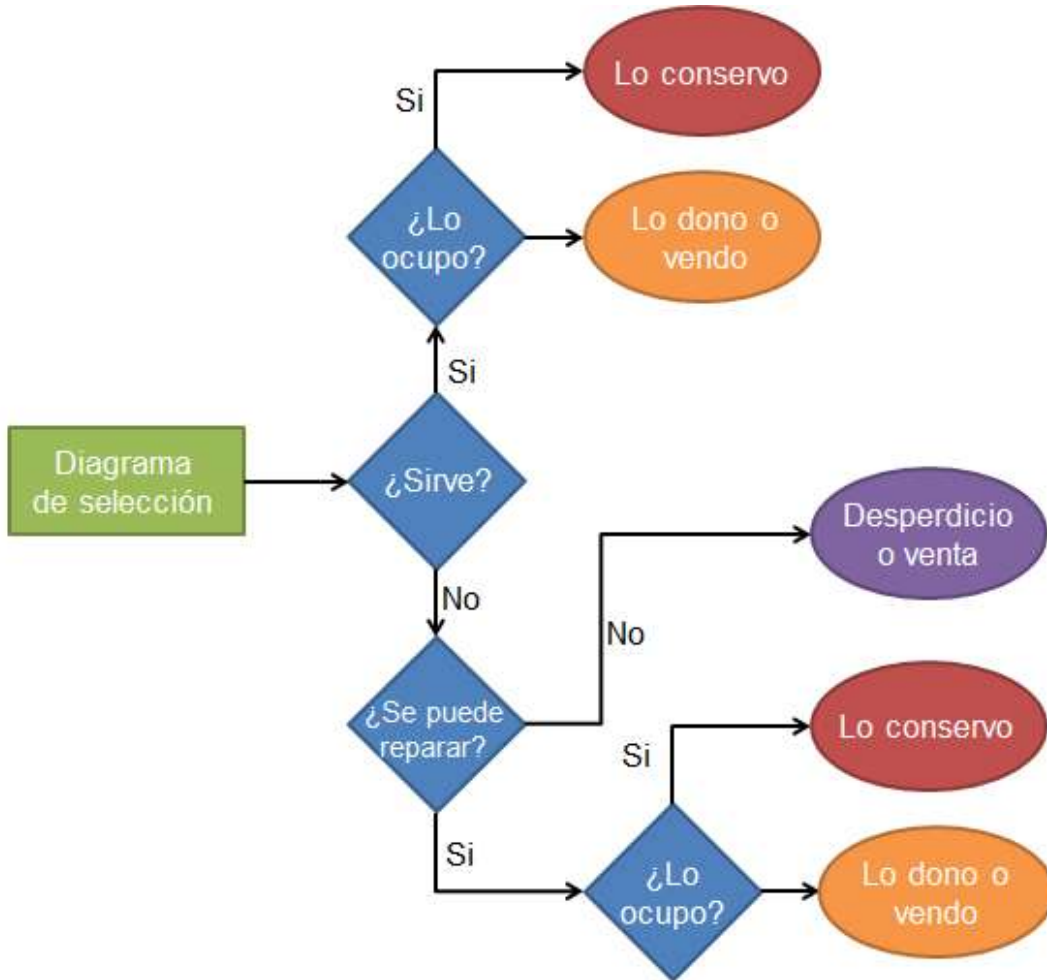 Lo conservo
Si
¿Lo
ocupo?
Lo dono o
vendo
Si
Diagrama
de selección
¿Sirve?
Desperdicio
o venta
No
No
¿Se puede
reparar?
Lo conservo
Si
Si
¿Lo
ocupo?
Lo dono o
vendo